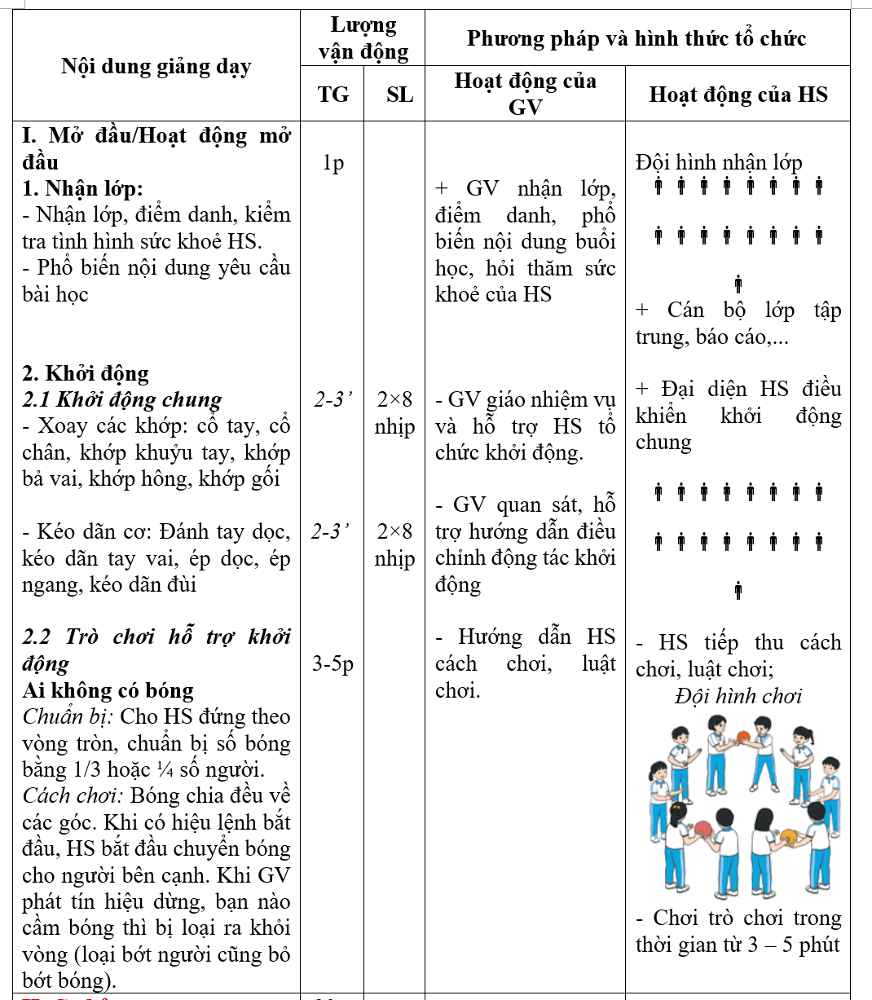 Nội dung giảng dạy
Lượng
vận động
Phương pháp và hình thức tổ chức
TG
SL
Hoạt động của
GV
Hoạt động của HS
I. Mở đầu/Hoạt động mở
đầu
1. Nhận lớp:
- Nhận lớp, điểm danh, kiểm
tra tình hình sức khoẻ HS.
- Phổ biến nội dung yêu cầu
bài học
1p
+ GV nhận lớp,
điểm danh, phổ
biến nội dung buổi
học, hỏi thăm sức
khoẻ của HS
Đội hình nhận lớp
+ Cán bộ lớp tập
trung, báo cáo,...
2. Khởi động
2.1 Khởi động chung
- Xoay các khớp: cổ tay, cổ
chân, khớp khuỷu tay, khớp
bả vai, khớp hông, khớp gối
2-3’
2×8
nhịp
- GV giáo nhiệm vụ
và hỗ trợ HS tổ
chức khởi động.
+ Đại diện HS điều
khiển khởi động
chung
- Kéo dãn cơ: Đánh tay dọc,
kéo dãn tay vai, ép dọc, ép
ngang, kéo dãn đùi
2-3’
2×8
nhịp
- GV quan sát, hỗ
trợ hướng dẫn điều
chỉnh động tác khởi
động
2.2 Trò chơi hỗ trợ khởi
động
Ai không có bóng
Chuẩn bị: Cho HS đứng theo
vòng tròn, chuẩn bị số bóng
bằng 1/3 hoặc ¼ số người.
Cách chơi: Bóng chia đều về
các góc. Khi có hiệu lệnh bắt
đầu, HS bắt đầu chuyển bóng
cho người bên cạnh. Khi GV
phát tín hiệu dừng, bạn nào
cầm bóng thì bị loại ra khỏi
vòng (loại bớt người cũng bỏ
bớt bóng).
3-5p
- Hướng dẫn HS
cách chơi, luật
chơi.
- HS tiếp thu cách
chơi, luật chơi;
Đội hình chơi
- Chơi trò chơi trong
thời gian từ 3 – 5 phút